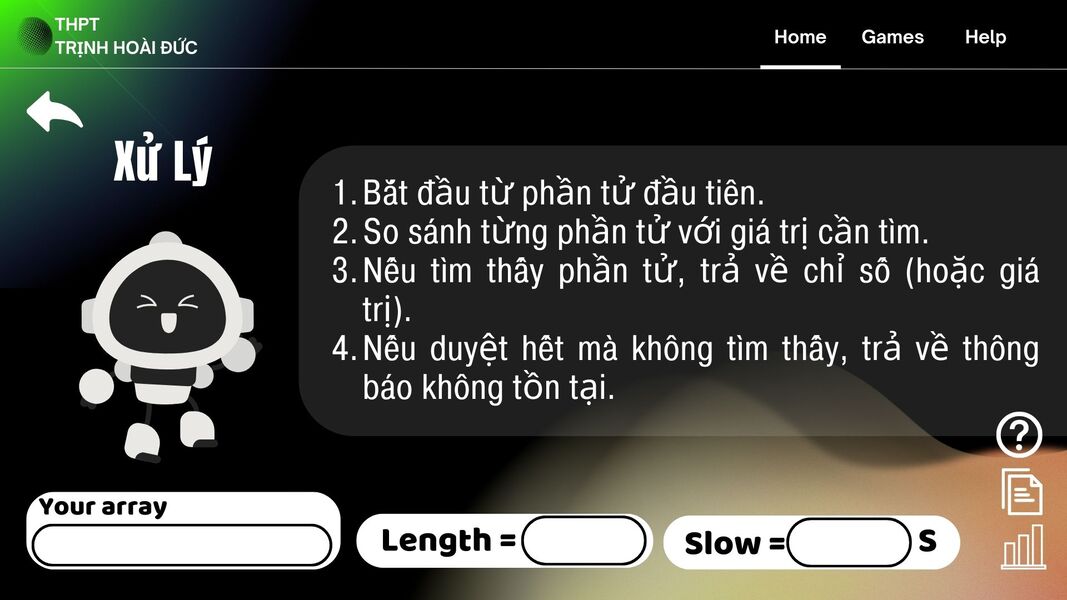 THPT
TRỊNH HOÀI ĐỨC
Home
Games
Help
Xử Lý
1. Bắt đầu từ phần tử đầu tiên.
2. So sánh từng phần tử với giá trị cần tìm.
3. Nếu tìm thấy phần tử, trả về chỉ số (hoặc giá
trị).
4. Nếu duyệt hết mà không tìm thấy, trả về thông
báo không tồn tại.
?
Your array
Length =
Slow = S